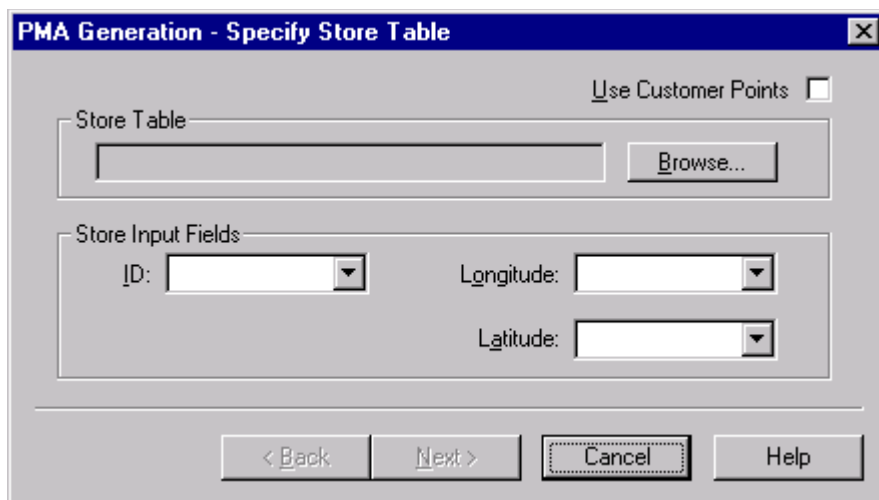 PMA Generation - Specify Store Table
Use Customer Points
Store Table
Browse...
Store Input Fields
ID:
Longitude:
Latitude:
< Back
Next >
Cancel
Help